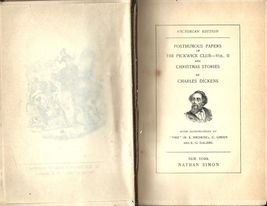 VICTORIAN EDITION
POSTHUMOUS PAPERS
OF
THE PICKWICK CLUB—VOL. II
AND
CHRISTMAS STORIES
BY
CHARLES DICKENS
WITH ILLUSTRATIONS BY
"PHIZ" (H. K. BROWNE), C. GREEN
AND E. G. DALZIEL
NEW YORK
NATHAN SIMON